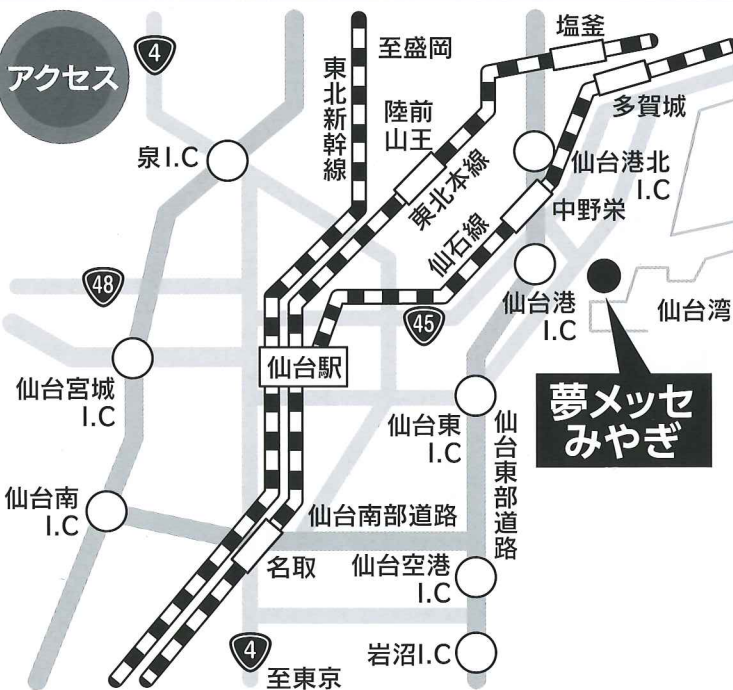 アクセス
4
至盛岡
塩釜
東北新幹線
陸前
山王
多賀城
泉I.C
東北本線
仙台港北
I.C
中野栄
仙石線
48
45
仙台港
I.C
仙台湾
仙台駅
仙台宮城
I.C
夢メッセ
みやぎ
仙台東
I.C
仙台東部道路
仙台南
I.C
仙台南部道路
名取
仙台空港
I.C
4
至東京
岩沼I.C